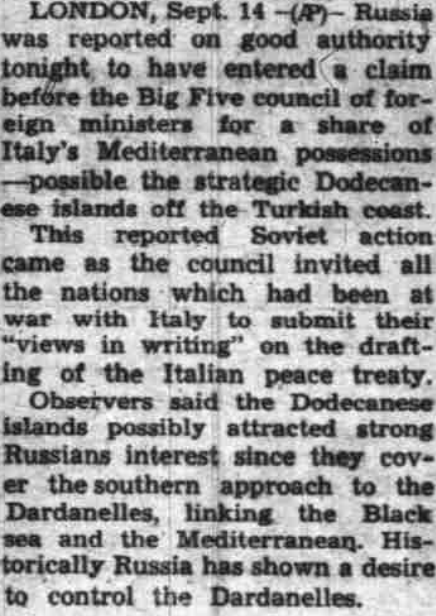 LONDON, Sept. 14 —(AP)— Russia
was reported on good authority
tonight to have entered a claim
before the Big Five council of for-
eign ministers for a share of
Italy's Mediterranean possessions
—possible the strategic Dodecan-
ese islands off the Turkish coast.
This reported Soviet action
came as the council invited all
the nations which had been at
war with Italy to submit their
"views in writing" on the draft-
ing of the Italian peace treaty.
Observers said the Dodecanese
islands possibly attracted strong
Russians interest since they cov-
er the southern approach to the
Dardanelles, linking the Black
sea and the Mediterranean. His-
torically Russia has shown a desire
to control the Dardanelles.